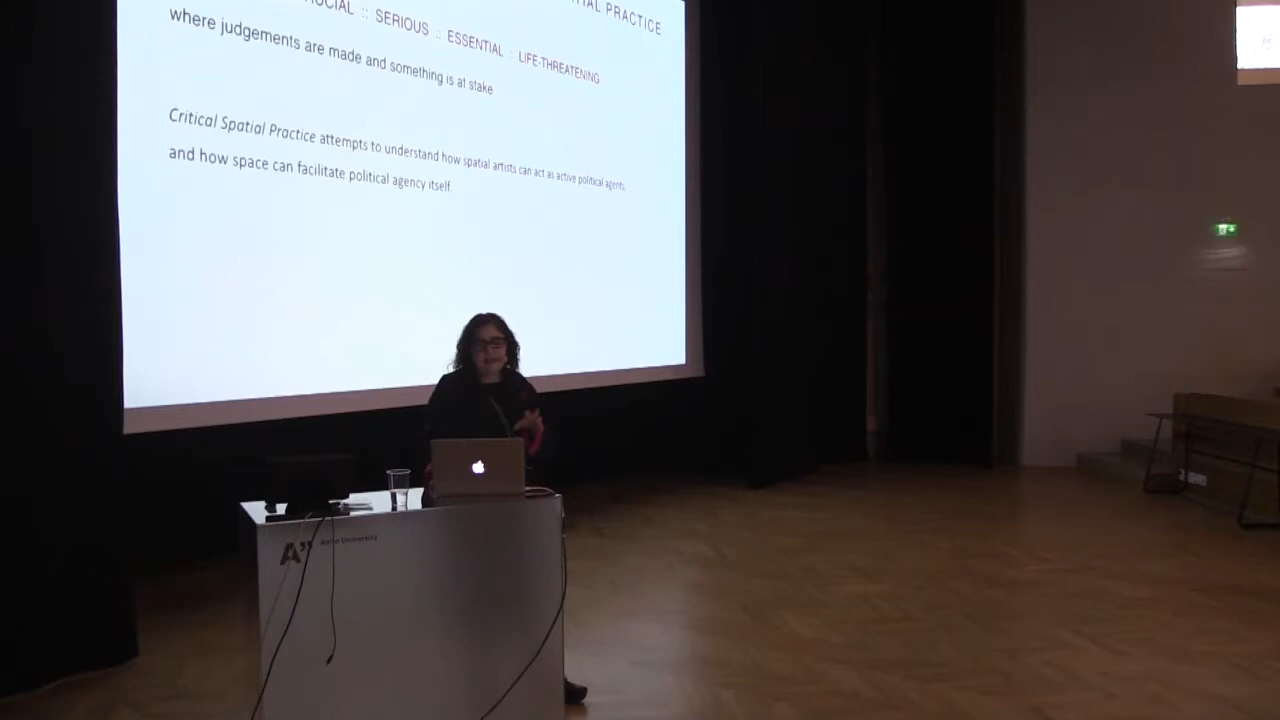 PRACTICE
:: SERIOUS :: ESSENTIAL :: LIFE-THREATENING
where judgements are made and something is at stake
Critical Spatial Practice attempts to understand how spatial artists can act as active political agents,
and how space can facilitate political agency itself.
A" Aalto University